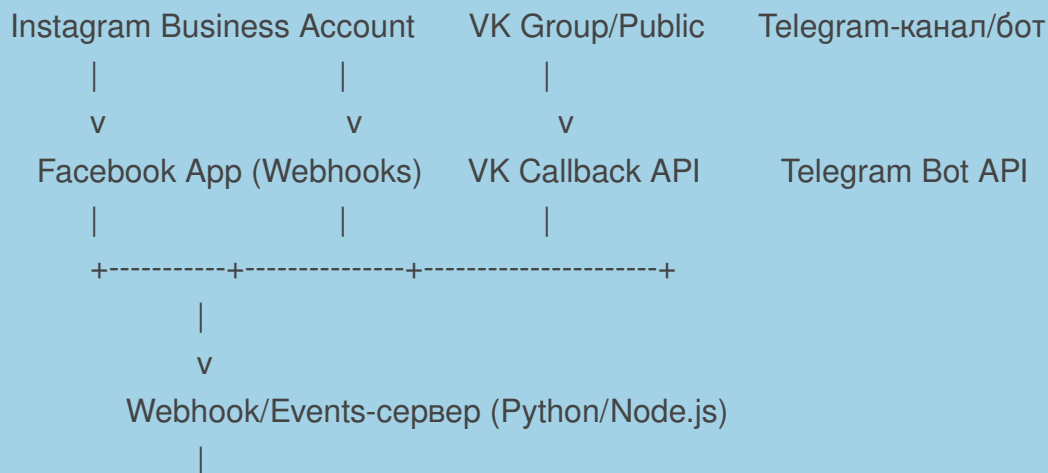 Instagram Business Account VK Group/Public Telegram-канал/бот
| | |
v v v
Facebook App (Webhooks) VK Callback API Telegram Bot API
| | |
+-----------+---------------+----------------------+
|
v
Webhook/Events-сервер (Python/Node.js)
|